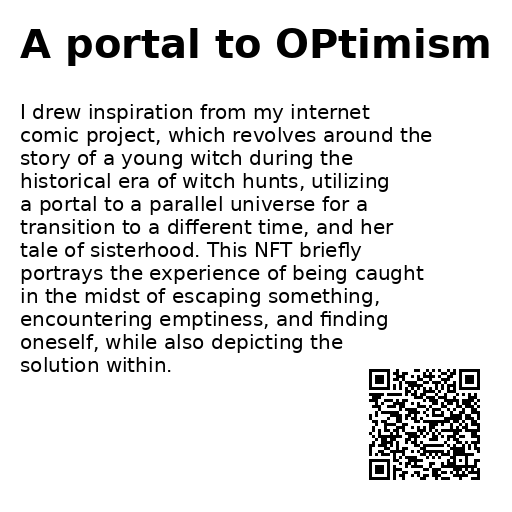 A portal to OPtimism
I drew inspiration from my internet
comic project, which revolves around the
story of a young witch during the
historical era of witch hunts, utilizing
a portal to a parallel universe for a
transition to a different time, and her
tale of sisterhood. This NFT briefly
portrays the experience of being caught
in the midst of escaping something,
encountering emptiness, and finding
oneself, while also depicting the
solution within.